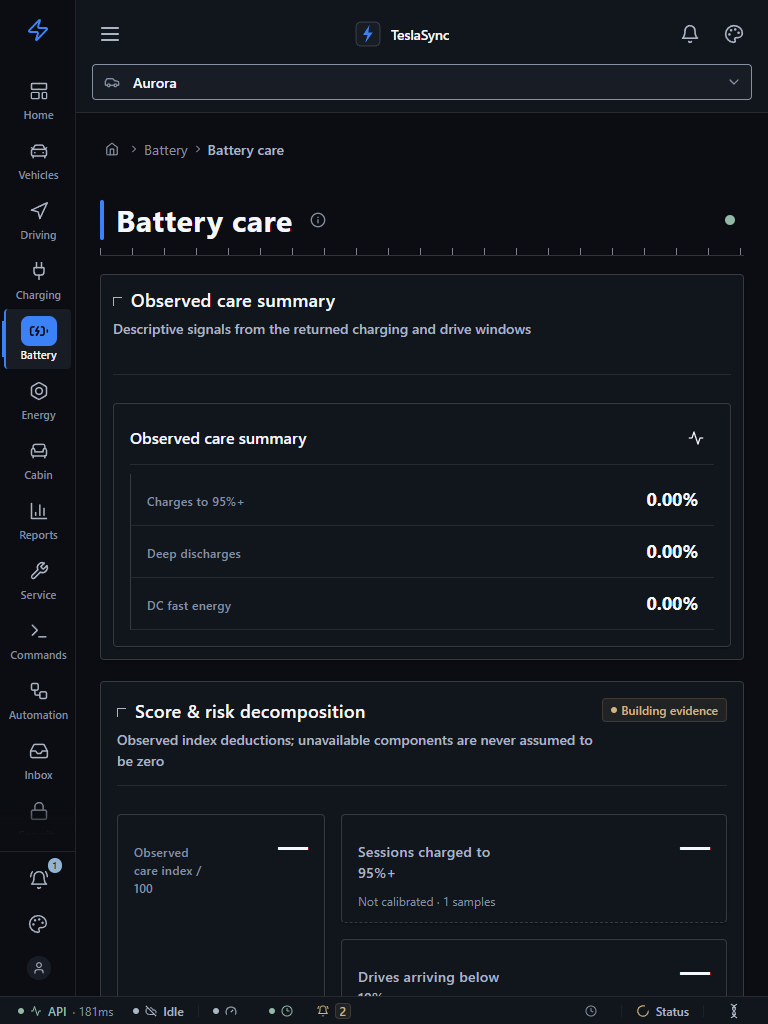 TeslaSync
Aurora
Home
Vehicles
Driving
Charging
Battery
Energy
Cabin
Reports
Service
Commands
Automation
Inbox
1
Battery > Battery care
Battery care
Observed care summary
Descriptive signals from the returned charging and drive windows
Observed care summary
Charges to 95%+ 0.00%
Deep discharges 0.00%
DC fast energy 0.00%
Score & risk decomposition
Building evidence
Observed index deductions; unavailable components are never assumed to
be zero
Observed
care index /
100
—
Sessions charged to
95%+
—
Not calibrated · 1 samples
Drives arriving below
—
API · 181ms
Idle
2
Status